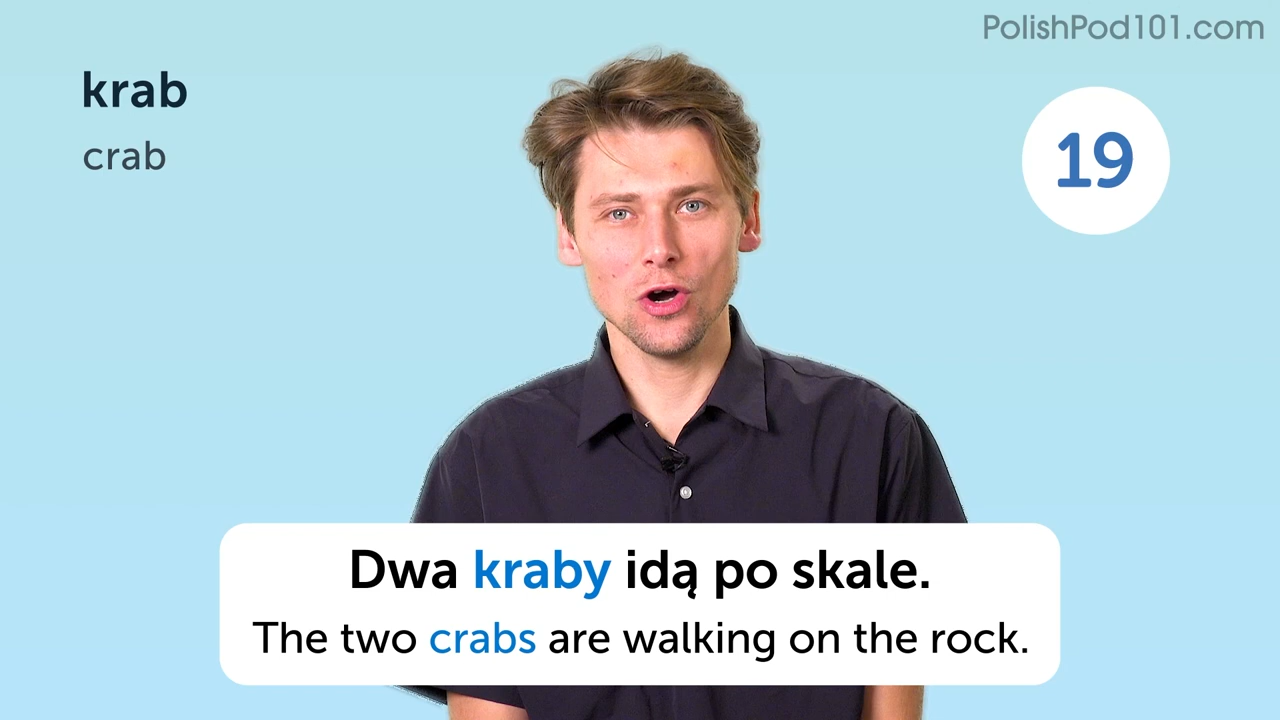 PolishPod101.com
krab
crab
19
Dwa kraby idą po skale.
The two crabs are walking on the rock.